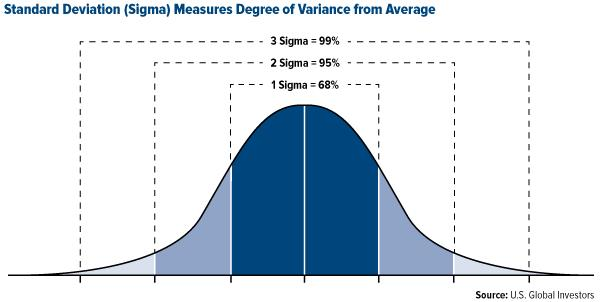 Standard Deviation (Sigma) Measures Degree of Variance from Average
3 Sigma = 99%
2 Sigma = 95%
1 Sigma = 68%
Source: U.S. Global Investors